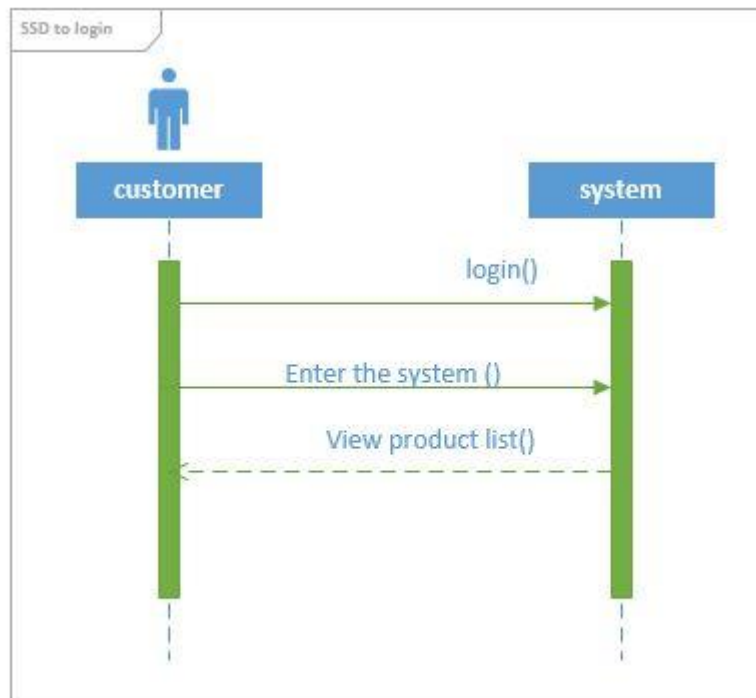 SSD to login
customer
system
login()
Enter the system ()
View product list()